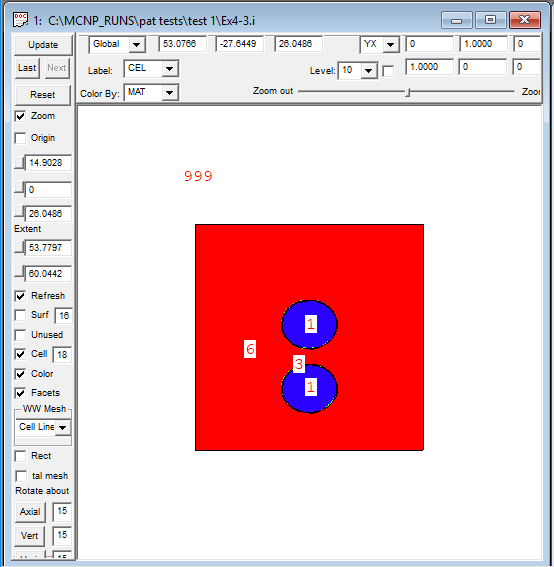 DOC
1: C:\MCNP_RUNS\pat tests\test 1\Ex4-3.i
Update
Global 53.0766 -27.6449 26.0486 YX 0 1.0000 0
Last Next
Label: CEL Level: 10 1.0000 0 0
Reset
Color By: MAT Zoom out Zoo
Zoom
Origin
14.9028
0
26.0486
Extent
53.7797
60.0442
Refresh
Surf 16
Unused
Cell 18
Color
Facets
WW Mesh
Cell Line
Rect
tal mesh
Rotate about
Axial 15
Vert 15
15
999
1
6
3
1